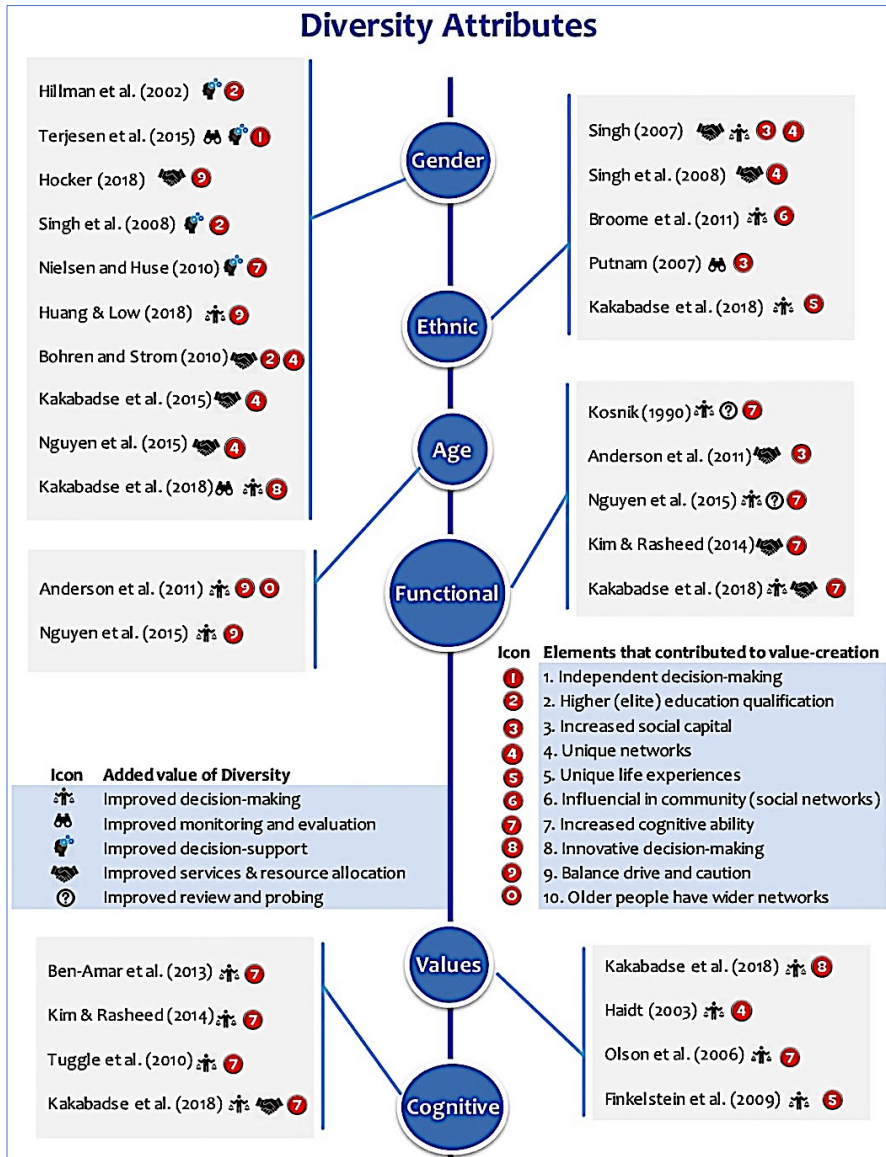 Diversity Attributes
Hillman et al. (2002) 2
Terjesen et al. (2015) 1
Hocker (2018) 9
Singh et al. (2008) 2
Nielsen and Huse (2010) 7
Huang & Low (2018) 9
Bohren and Strom (2010) 2 4
Kakabadse et al. (2015) 4
Nguyen et al. (2015) 4
Kakabadse et al. (2018) 8
Gender
Singh (2007) 3 4
Singh et al. (2008) 4
Broome et al. (2011) 6
Putnam (2007) 3
Kakabadse et al. (2018) 5
Ethnic
Age
Anderson et al. (2011) 9 0
Nguyen et al. (2015) 9
Kosnik (1990) ? 7
Anderson et al. (2011) 3
Nguyen et al. (2015) ? 7
Kim & Rasheed (2014) 7
Kakabadse et al. (2018) 7
Functional
Icon Added value of Diversity
Improved decision-making
Improved monitoring and evaluation
Improved decision-support
Improved services & resource allocation
? Improved review and probing
Icon Elements that contributed to value-creation
1 1. Independent decision-making
2 2. Higher (elite) education qualification
3 3. Increased social capital
4 4. Unique networks
5 5. Unique life experiences
6 6. Influencial in community (social networks)
7 7. Increased cognitive ability
8 8. Innovative decision-making
9 9. Balance drive and caution
0 10. Older people have wider networks
Values
Kakabadse et al. (2018) 8
Haidt (2003) 4
Olson et al. (2006) 7
Finkelstein et al. (2009) 5
Ben-Amar et al. (2013) 7
Kim & Rasheed (2014) 7
Tuggle et al. (2010) 7
Kakabadse et al. (2018) 7
Cognitive